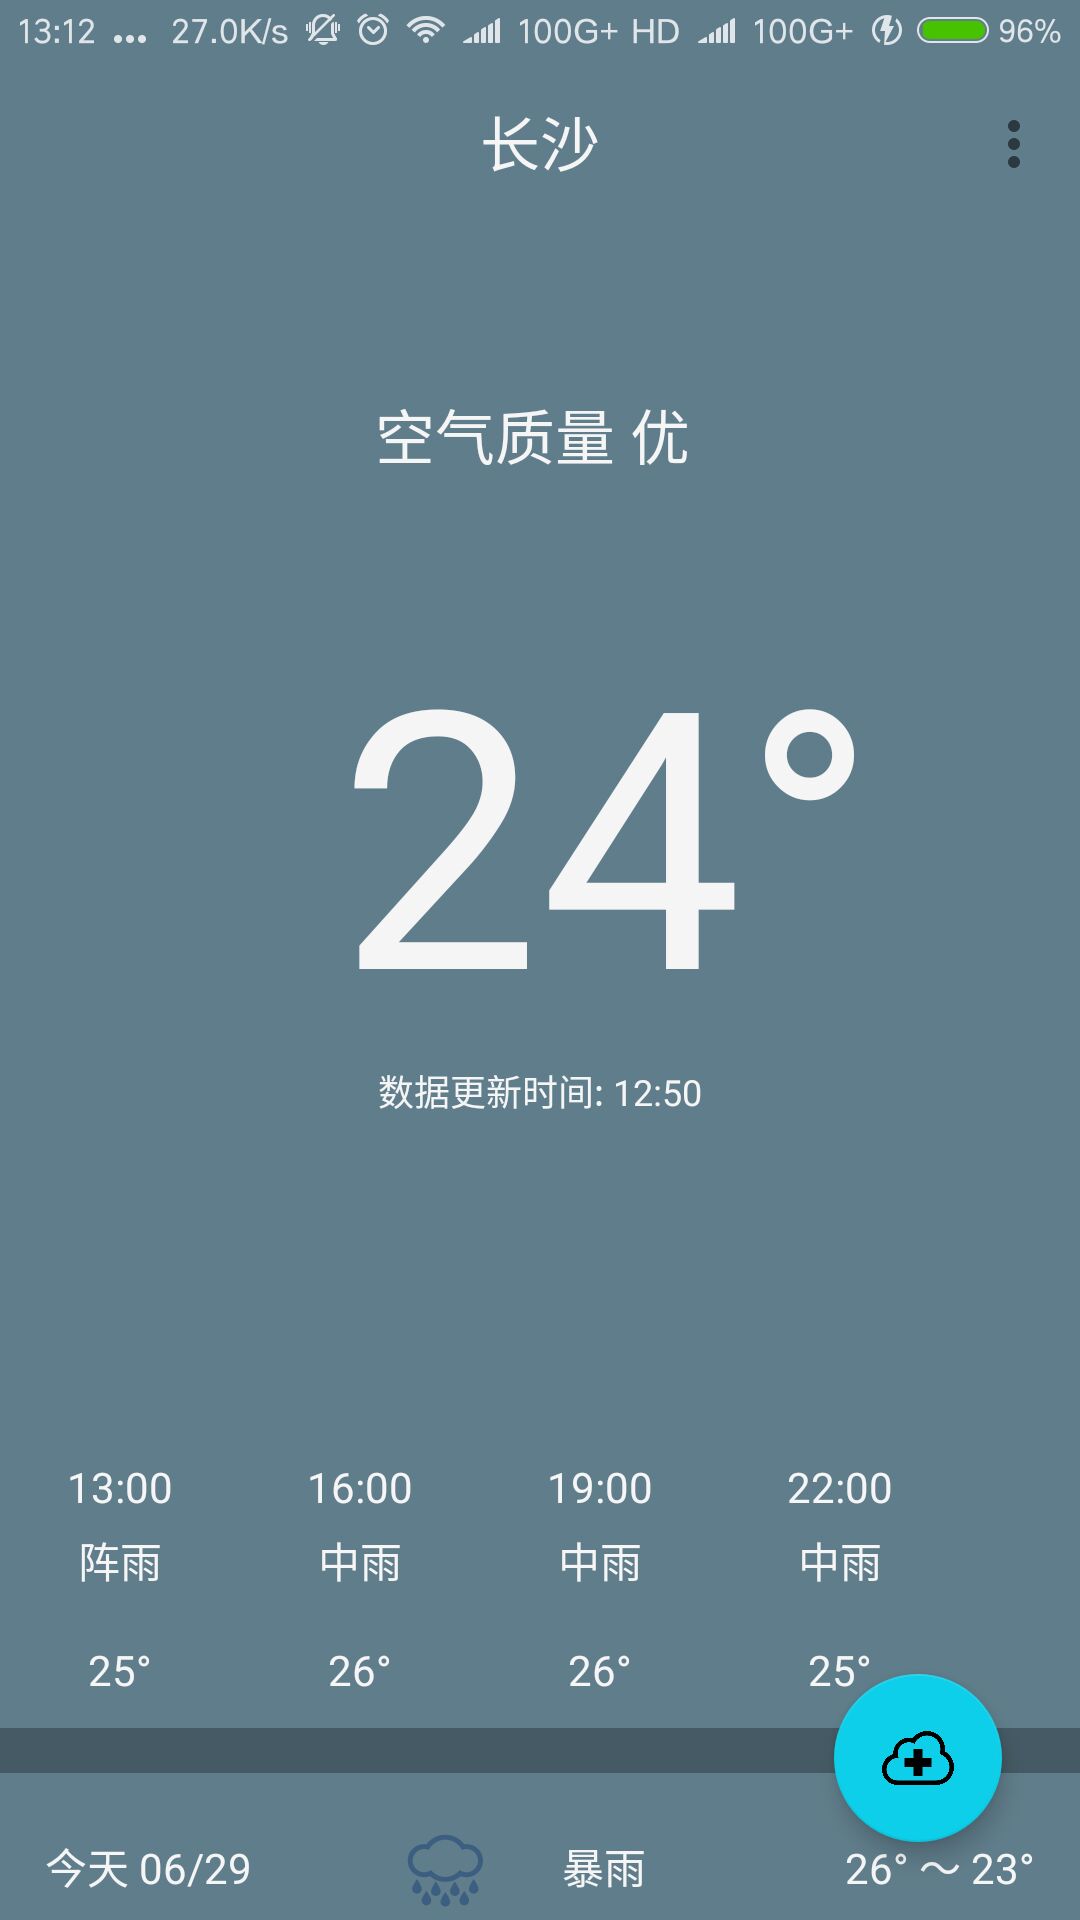 13:12 ... 27.0K/s 100G+ HD 100G+ 96%
长沙
空气质量 优
24°
数据更新时间: 12:50
13:00 16:00 19:00 22:00
阵雨 中雨 中雨 中雨
25° 26° 26° 25°
今天 06/29 暴雨 26° ～ 23°